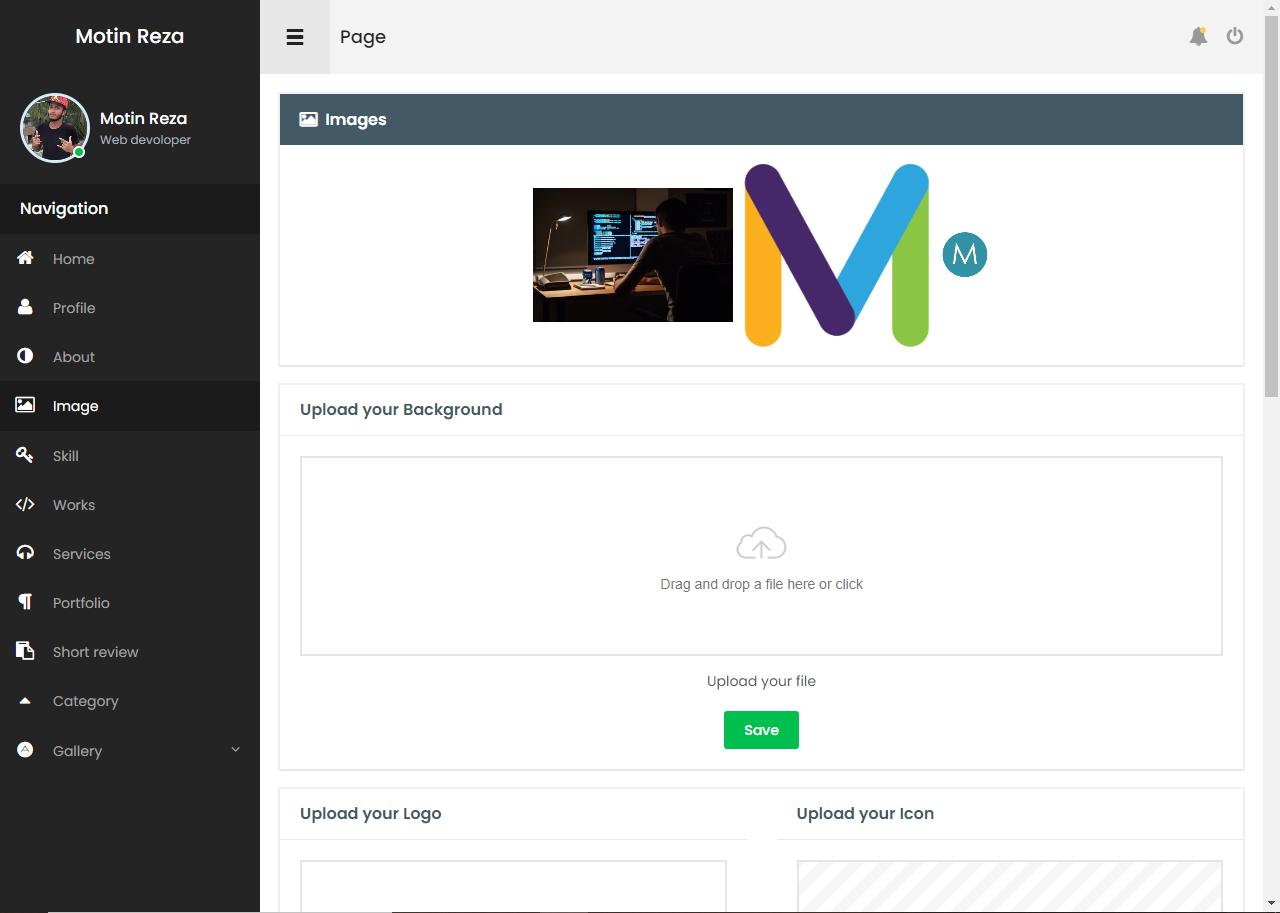 Motin Reza
Page
Motin Reza
Web devoloper
Navigation
Home
Profile
About
Image
Skill
Works
Services
Portfolio
Short review
Category
Gallery
Images
M
Upload your Background
Drag and drop a file here or click
Upload your file
Save
Upload your Logo
Upload your Icon